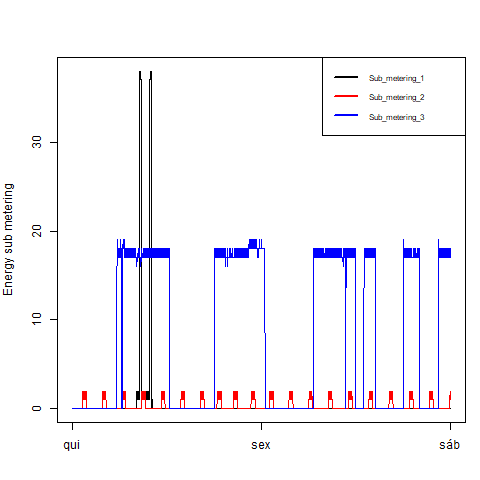 Sub_metering_1
Sub_metering_2
Sub_metering_3
Energy sub metering
30
20
10
0
qui sex sáb